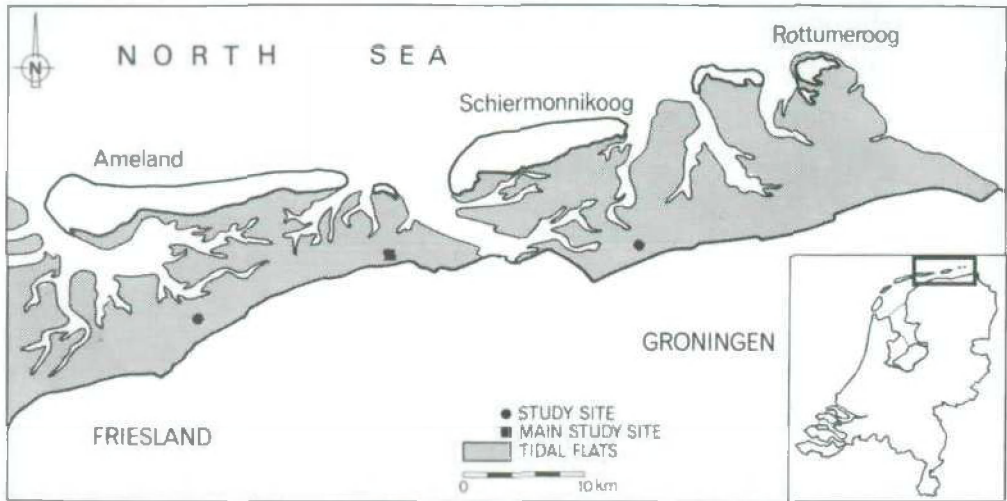 NORTH SEA
Rottumeroog
Schiermonnikoog
Ameland
N
GRONINGEN
FRIESLAND
STUDY SITE
MAIN STUDY SITE
TIDAL FLATS
0 10 km